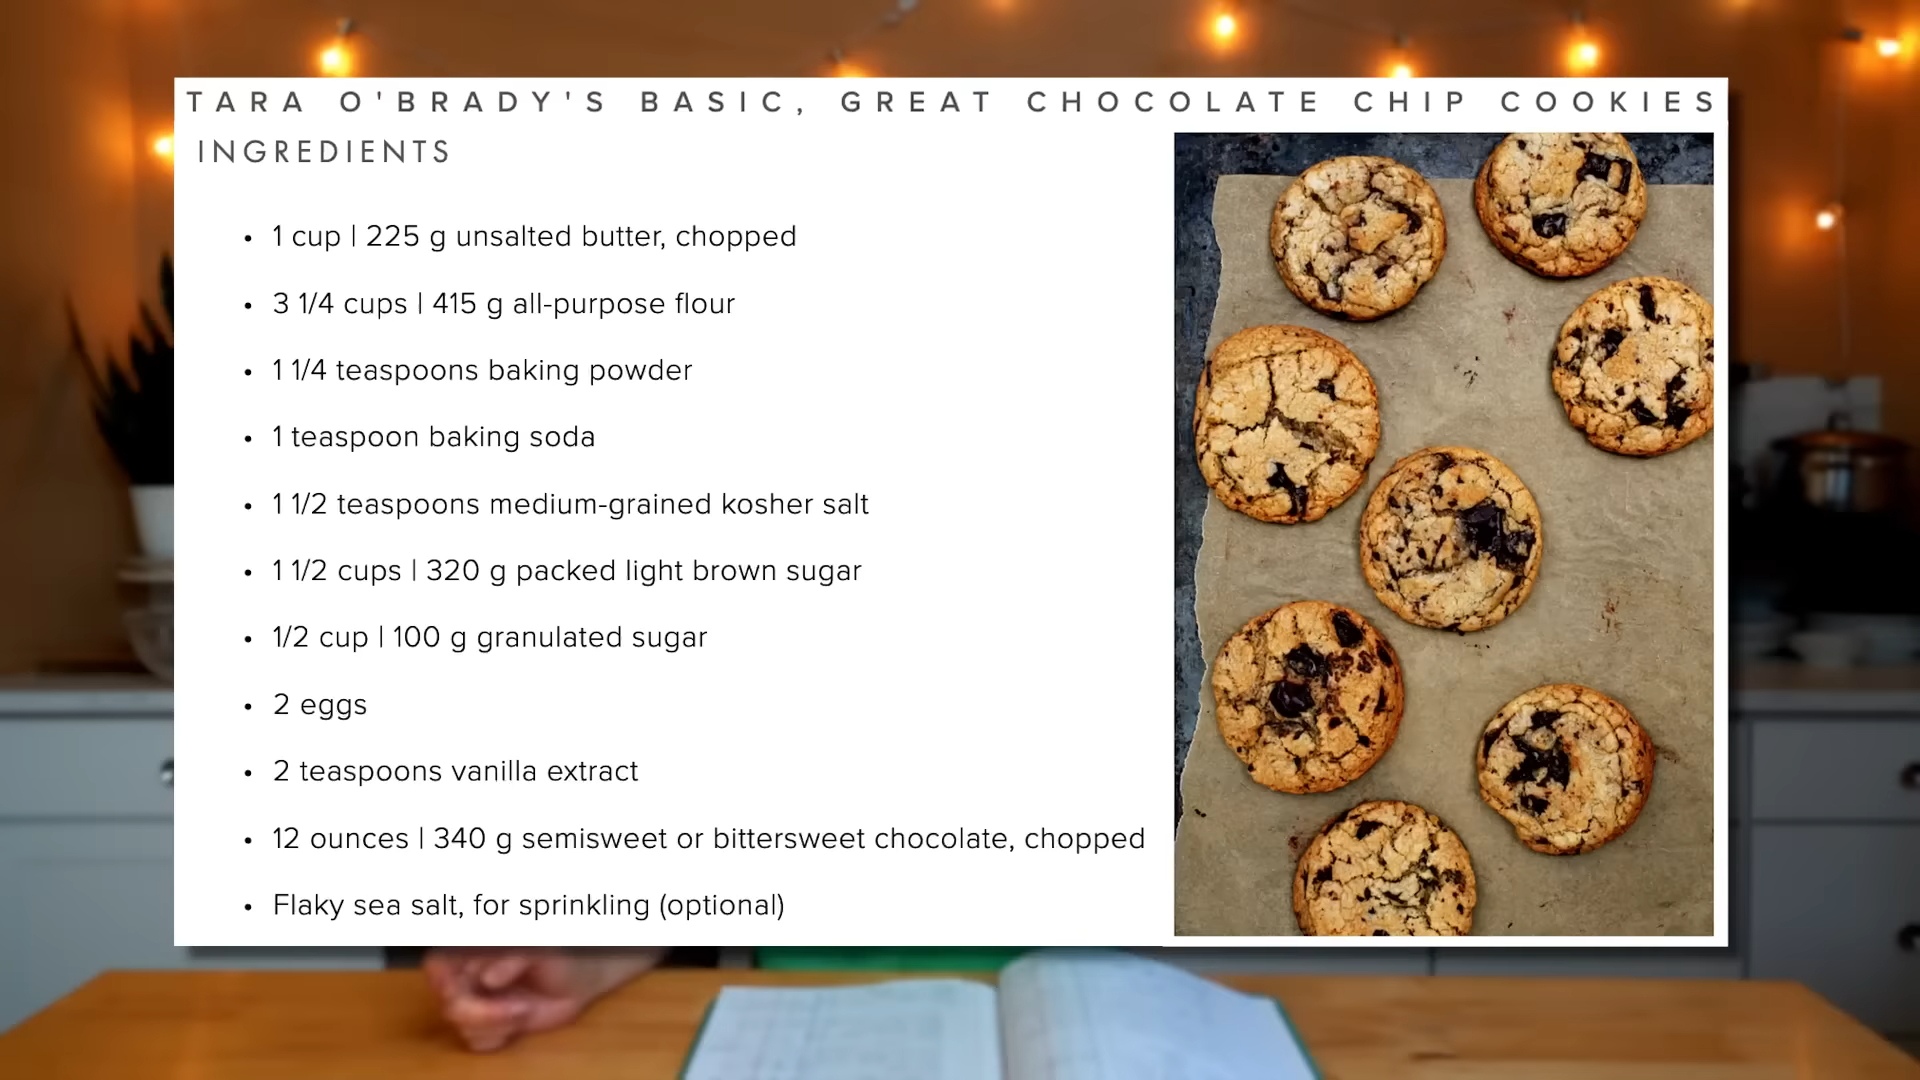 TARA O'BRADY'S BASIC, GREAT CHOCOLATE CHIP COOKIES
INGREDIENTS
• 1 cup | 225 g unsalted butter, chopped
• 3 1/4 cups | 415 g all-purpose flour
• 1 1/4 teaspoons baking powder
• 1 teaspoon baking soda
• 1 1/2 teaspoons medium-grained kosher salt
• 1 1/2 cups | 320 g packed light brown sugar
• 1/2 cup | 100 g granulated sugar
• 2 eggs
• 2 teaspoons vanilla extract
• 12 ounces | 340 g semisweet or bittersweet chocolate, chopped
• Flaky sea salt, for sprinkling (optional)